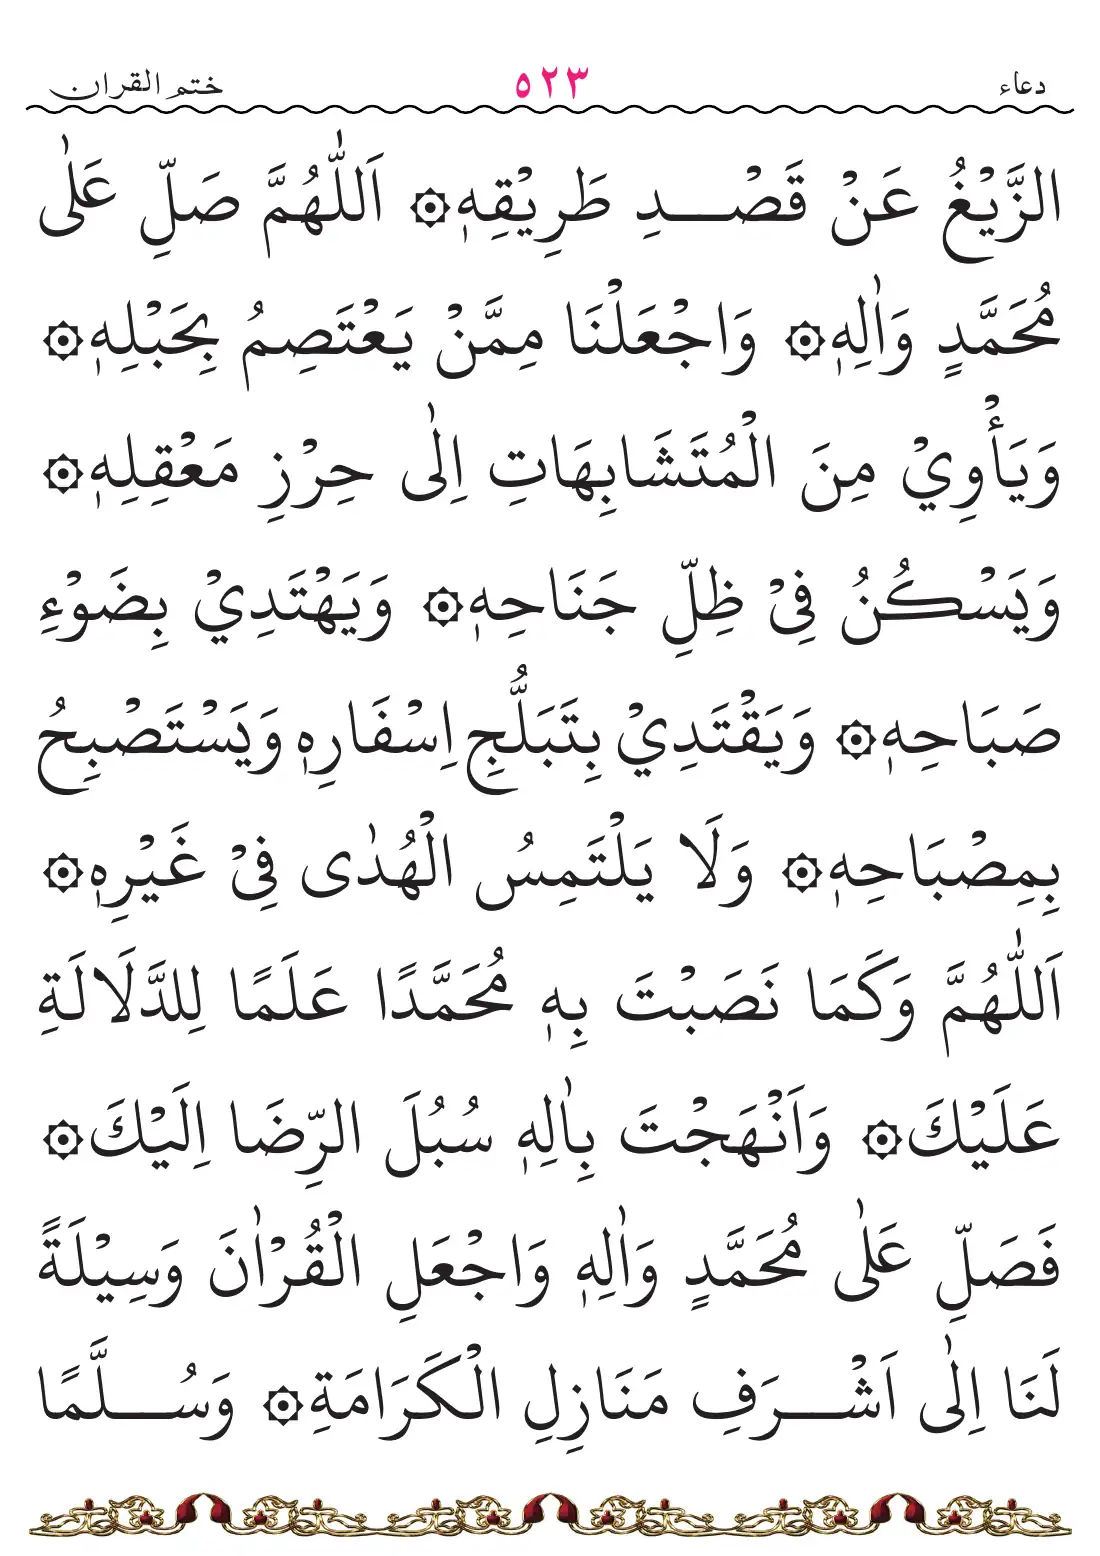 دعاء ۵۲۳ ختم القران
الزَّيْغُ عَنْ قَصْدِ طَرِيْقِهٖ۞ اَللّٰهُمَّ صَلِّ عَلٰى
مُحَمَّدٍ وَاٰلِهٖ۞ وَاجْعَلْنَا مِمَّنْ يَعْتَصِمُ بِحَبْلِهٖ۞
وَيَأْوِيْ مِنَ الْمُتَشَابِهَاتِ اِلٰى حِرْزِ مَعْقِلِهٖ۞
وَيَسْكُنُ فِىْ ظِلِّ جَنَاحِهٖ۞ وَيَهْتَدِيْ بِضَوْءِ
صَبَاحِهٖ۞ وَيَقْتَدِيْ بِتَبَلُّجِ اِسْفَارِهٖ وَيَسْتَصْبِحُ
بِمِصْبَاحِهٖ۞ وَلَا يَلْتَمِسُ الْهُدٰى فِىْ غَيْرِهٖ۞
اَللّٰهُمَّ وَكَمَا نَصَبْتَ بِهٖ مُحَمَّدًا عَلَمًا لِلدَّلَالَةِ
عَلَيْكَ۞ وَاَنْهَجْتَ بِاٰلِهٖ سُبُلَ الرِّضَا اِلَيْكَ۞
فَصَلِّ عَلٰى مُحَمَّدٍ وَاٰلِهٖ وَاجْعَلِ الْقُرْاٰنَ وَسِيْلَةً
لَنَا اِلٰى اَشْرَفِ مَنَازِلِ الْكَرَامَةِ۞ وَسُلَّمًا